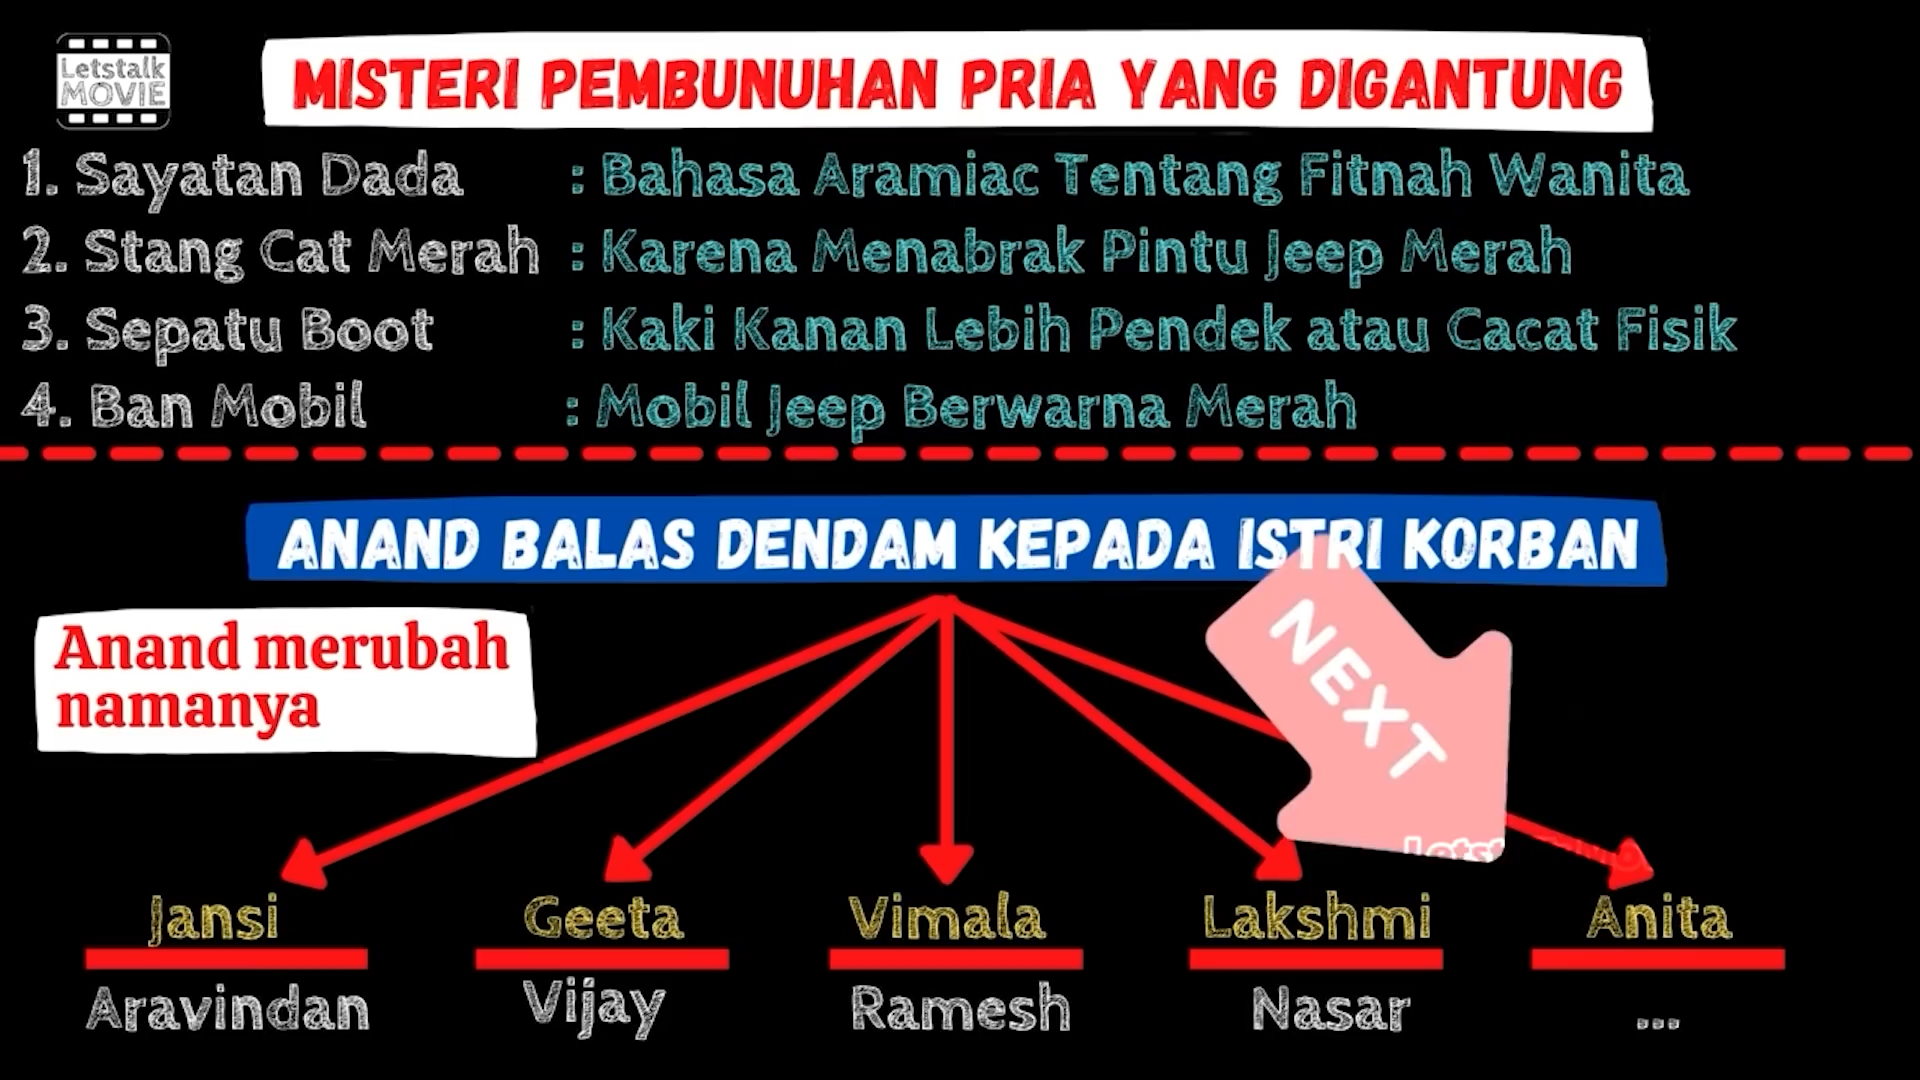 Letstalk
MOVIE
MISTERI PEMBUNUHAN PRIA YANG DIGANTUNG
1. Sayatan Dada : Bahasa Aramiac Tentang Fitnah Wanita
2. Stang Cat Merah : Karena Menabrak Pintu Jeep Merah
3. Sepatu Boot : Kaki Kanan Lebih Pendek atau Cacat Fisik
4. Ban Mobil : Mobil Jeep Berwarna Merah
ANAND BALAS DENDAM KEPADA ISTRI KORBAN
Anand merubah
namanya
NEXT
Jansi Geeta Vimala Lakshmi Anita
Aravindan Vijay Ramesh Nasar ...